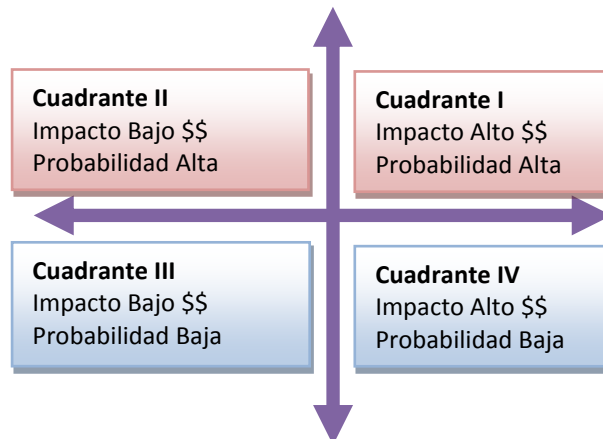 Cuadrante II
Impacto Bajo $$
Probabilidad Alta
Cuadrante I
Impacto Alto $$
Probabilidad Alta
Cuadrante III
Impacto Bajo $$
Probabilidad Baja
Cuadrante IV
Impacto Alto $$
Probabilidad Baja